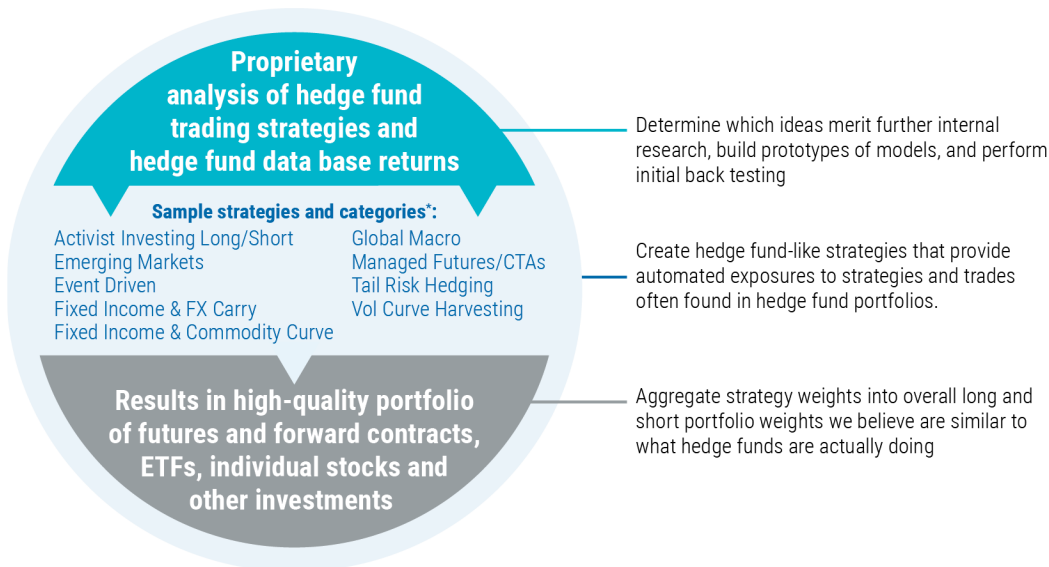 Proprietary
analysis of hedge fund
trading strategies and
hedge fund data base returns
Determine which ideas merit further internal
research, build prototypes of models, and perform
initial back testing
Sample strategies and categories*:
Activist Investing Long/Short
Emerging Markets
Event Driven
Fixed Income & FX Carry
Fixed Income & Commodity Curve
Global Macro
Managed Futures/CTAs
Tail Risk Hedging
Vol Curve Harvesting
Create hedge fund-like strategies that provide
automated exposures to strategies and trades
often found in hedge fund portfolios.
Results in high-quality portfolio
of futures and forward contracts,
ETFs, individual stocks and
other investments
Aggregate strategy weights into overall long and
short portfolio weights we believe are similar to
what hedge funds are actually doing